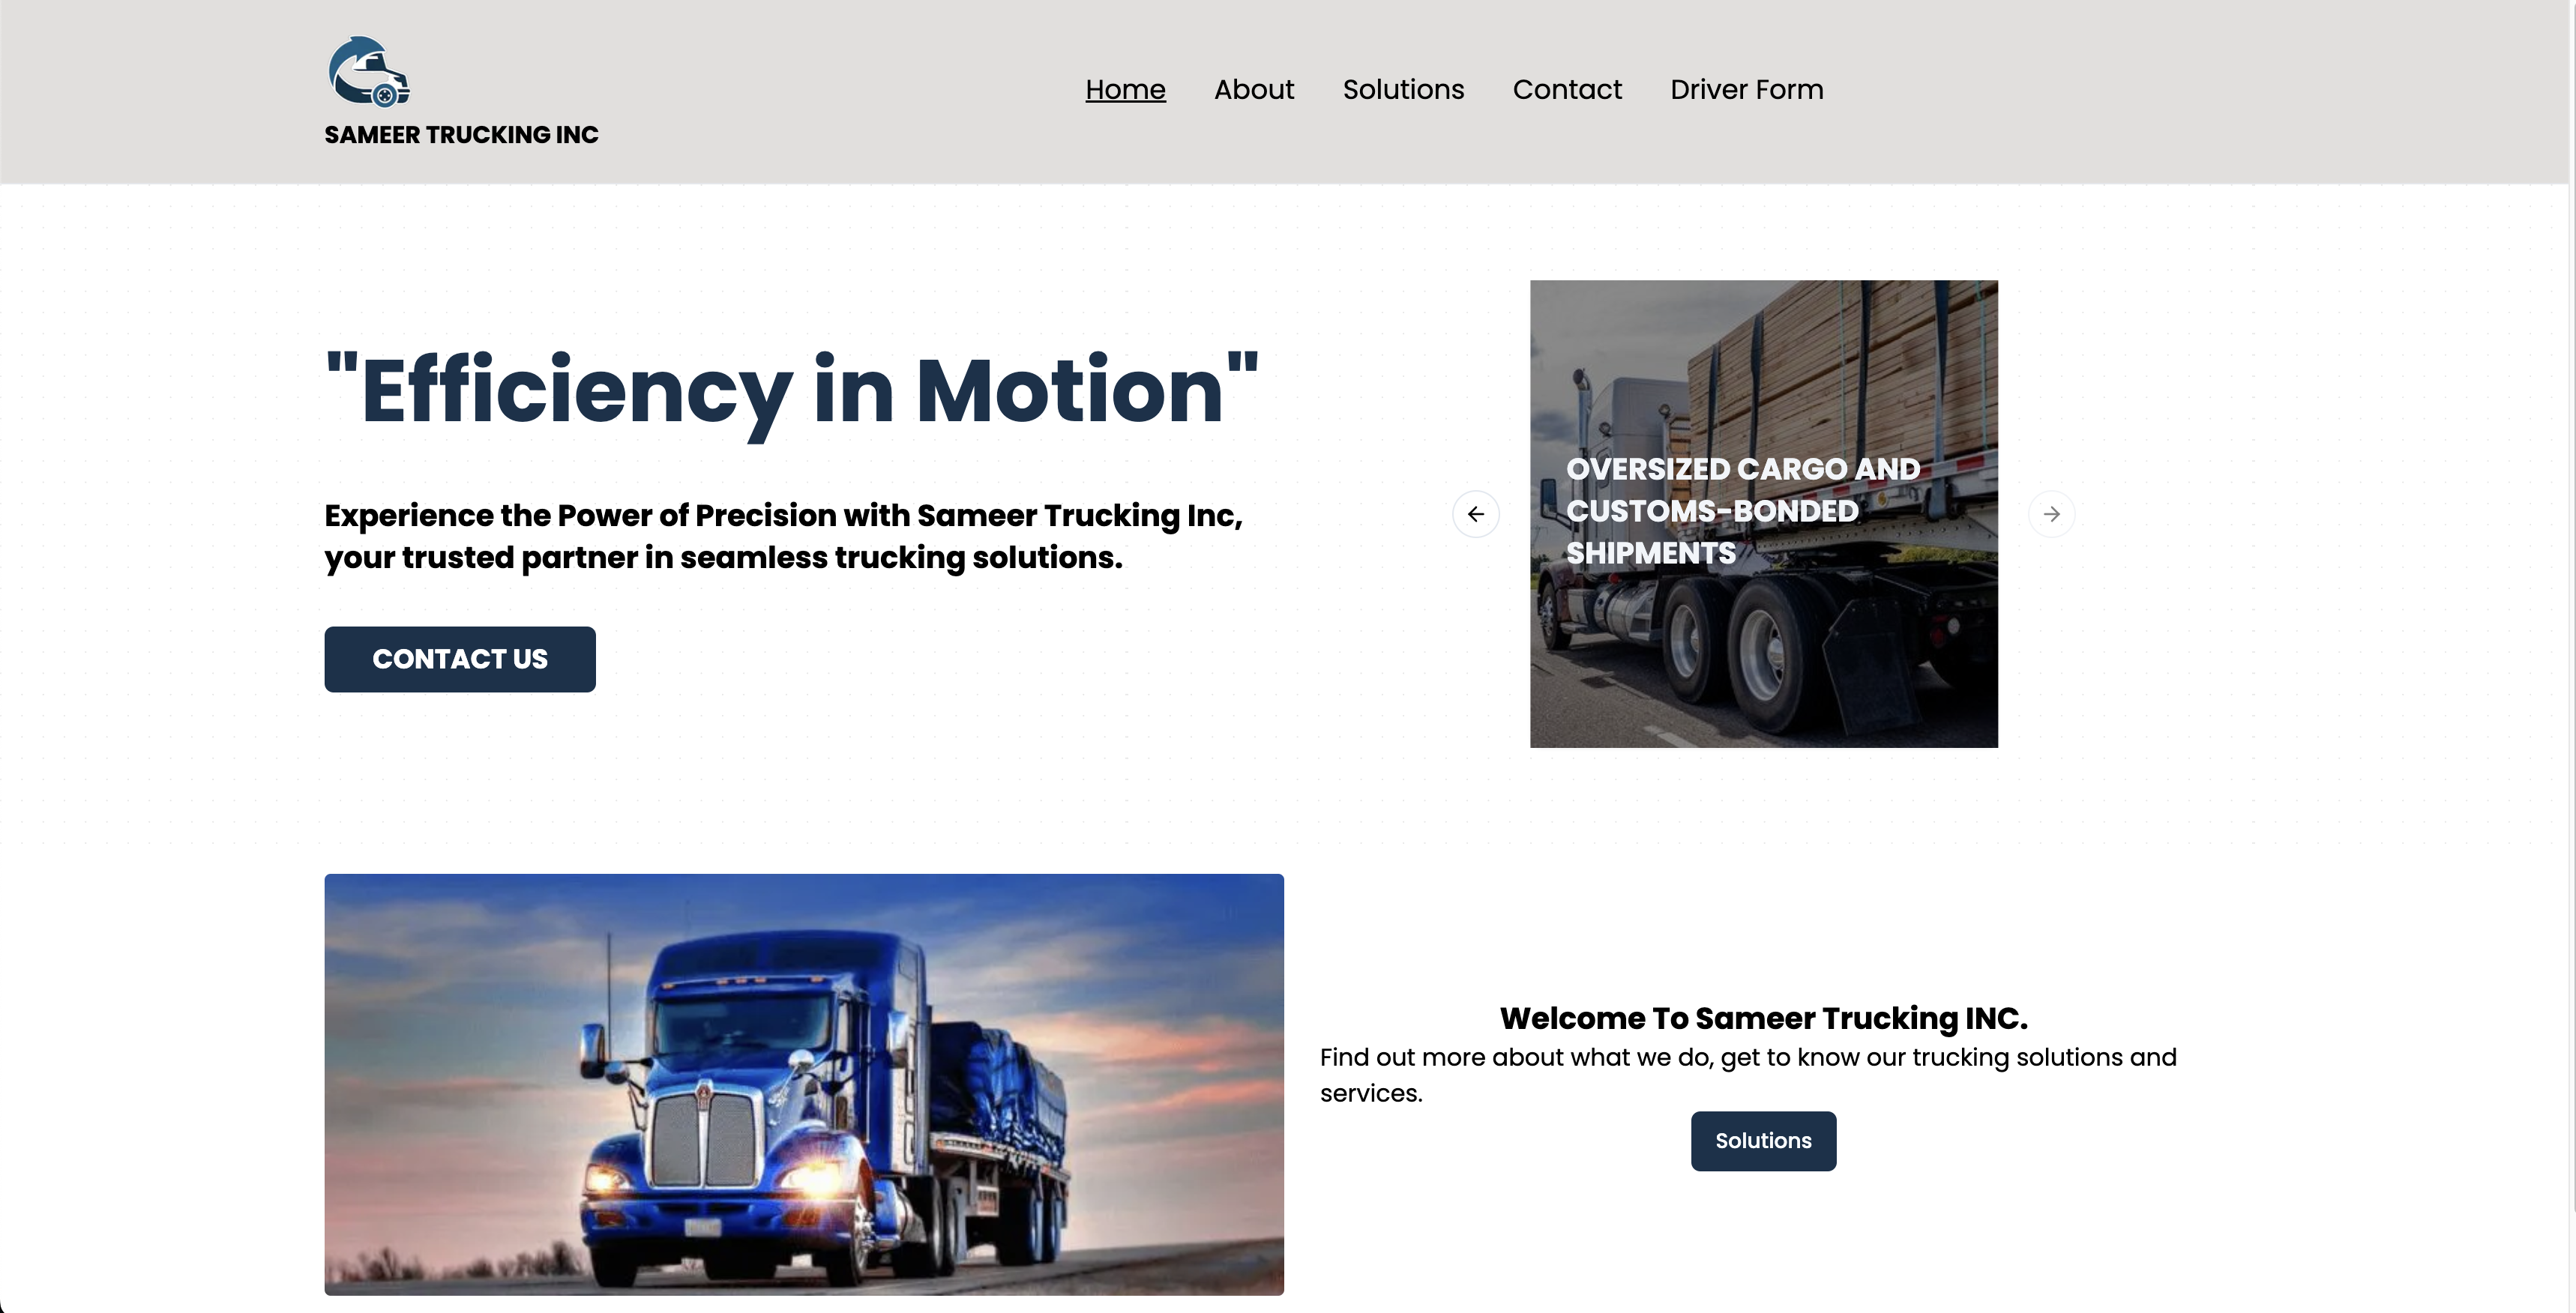 SAMEER TRUCKING INC
Home About Solutions Contact Driver Form
"Efficiency in Motion"
Experience the Power of Precision with Sameer Trucking Inc,
your trusted partner in seamless trucking solutions.
CONTACT US
OVERSIZED CARGO AND
CUSTOMS-BONDED
SHIPMENTS
Welcome To Sameer Trucking INC.
Find out more about what we do, get to know our trucking solutions and
services.
Solutions